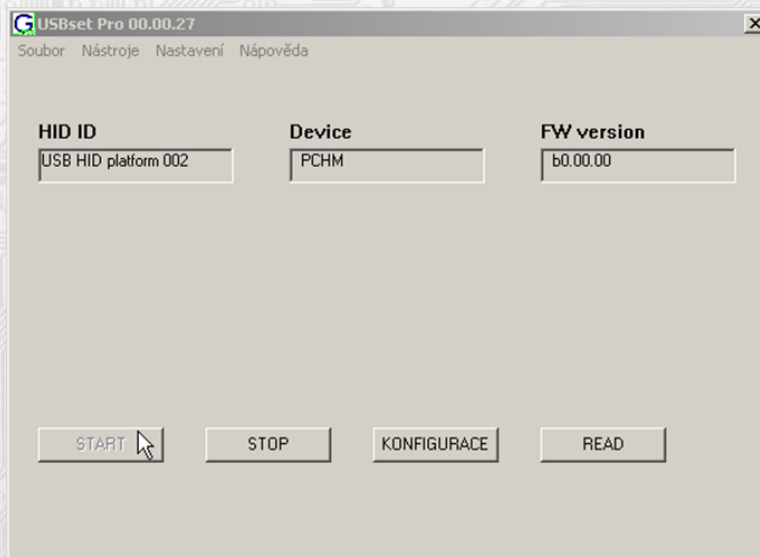 USBset Pro 00.00.27
Soubor Nástroje Nastavení Nápověda
HID ID Device FW version
USB HID platform 002 PCHM b0.00.00
START STOP KONFIGURACE READ